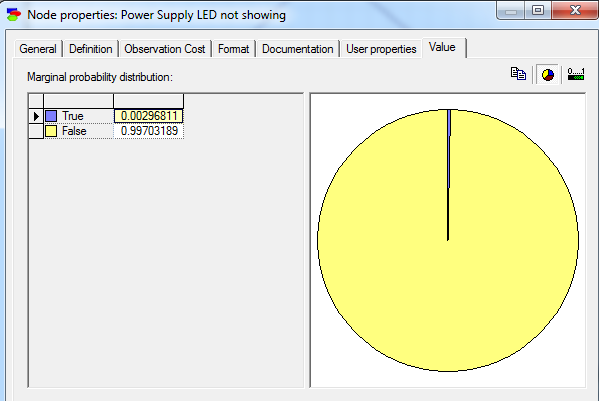 Node properties: Power Supply LED not showing
General Definition Observation Cost Format Documentation User properties Value
Marginal probability distribution:
True 0.00296811
False 0.99703189